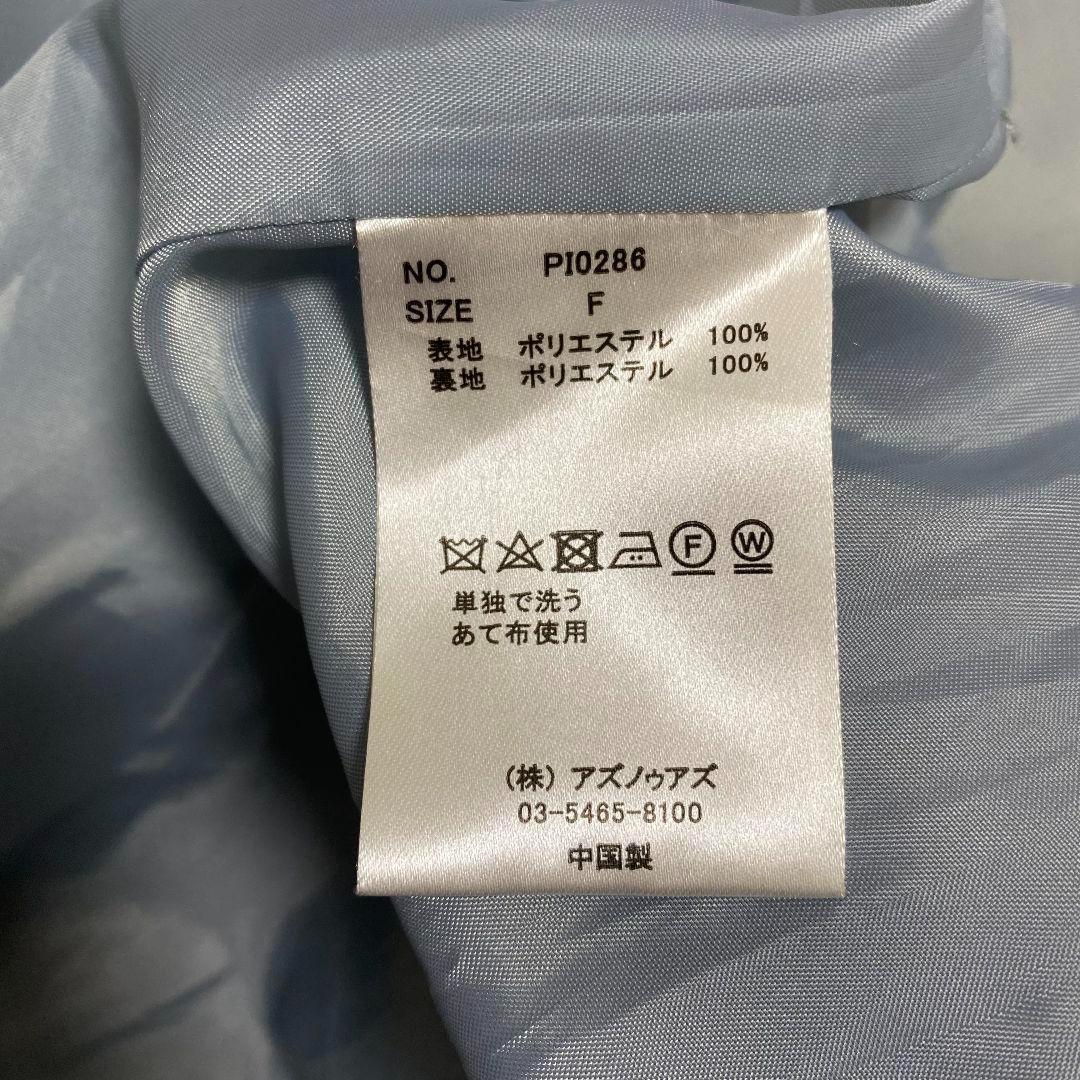 NO. PI0286
SIZE F
表地 ポリエステル 100%
裏地 ポリエステル 100%
F W
単独で洗う
あて布使用
(株) アズノゥアズ
03-5465-8100
中国製